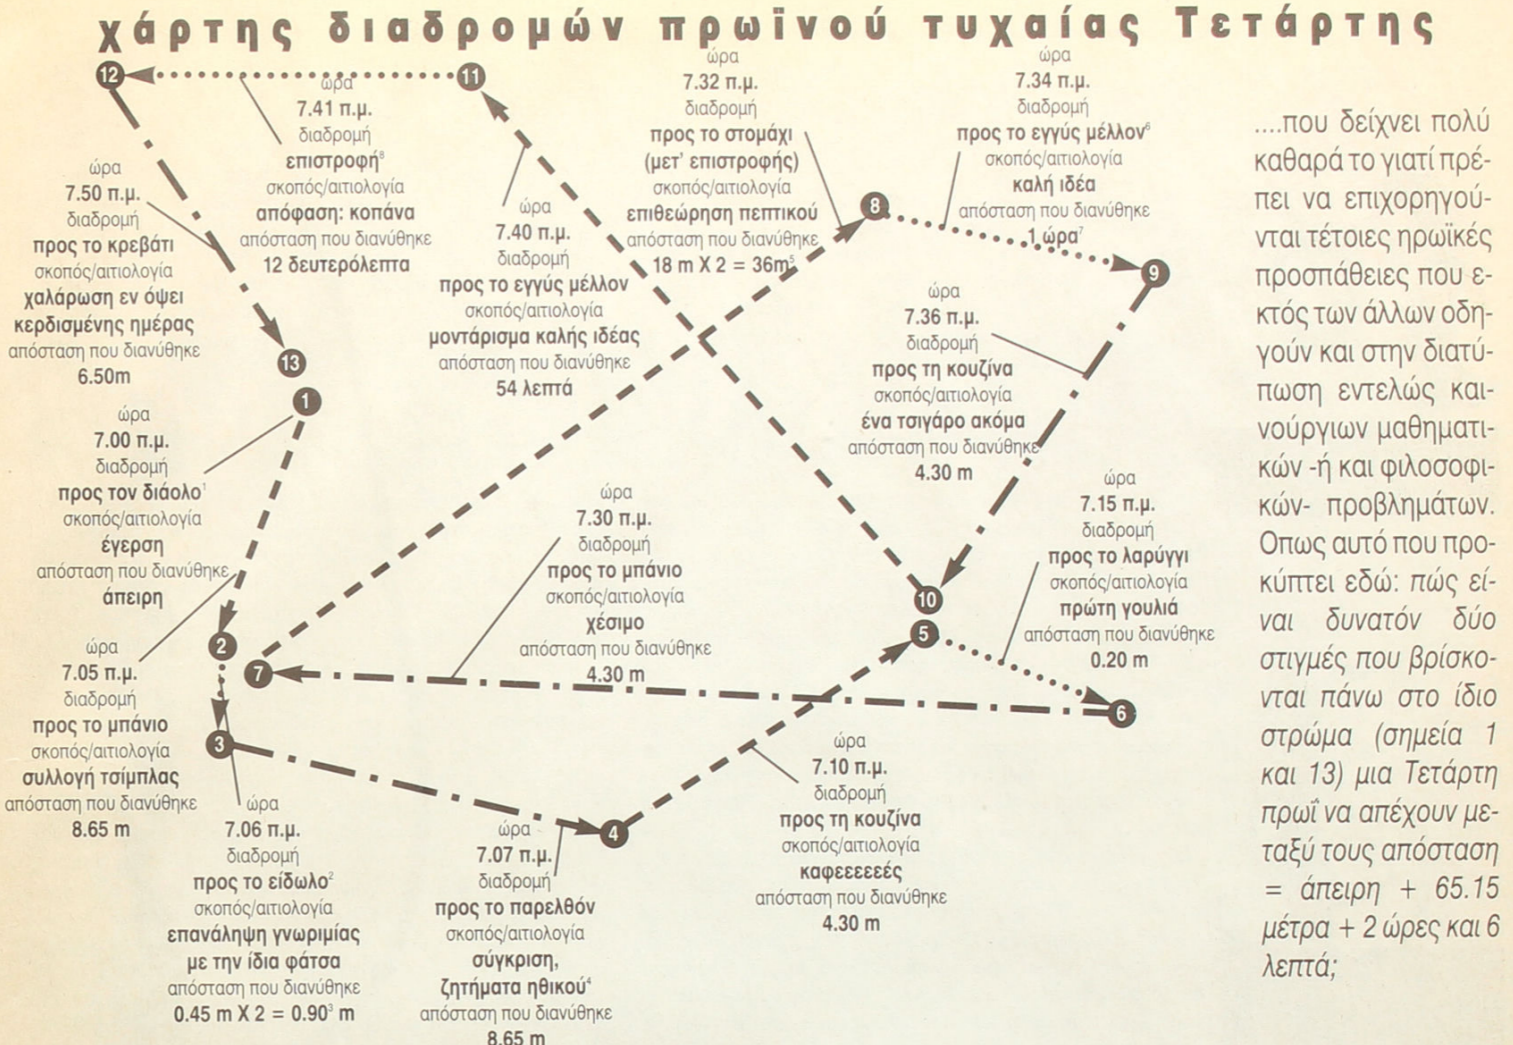 χάρτης διαδρομών πρωϊνού τυχαίας Τετάρτης
12
11
ώρα
7.41 π.μ.
διαδρομή
επιστροφή⁸
σκοπός/αιτιολογία
απόφαση: κοπάνα
απόσταση που διανύθηκε
12 δευτερόλεπτα
ώρα
7.32 π.μ.
διαδρομή
προς το στομάχι
(μετ' επιστροφής)
σκοπός/αιτιολογία
επιθεώρηση πεπτικού
απόσταση που διανύθηκε
18 m X 2 = 36m⁵
ώρα
7.34 π.μ.
διαδρομή
προς το εγγύς μέλλον⁶
σκοπός/αιτιολογία
καλή ιδέα
απόσταση που διανύθηκε
1 ώρα⁷
8
9
ώρα
7.50 π.μ.
διαδρομή
προς το κρεβάτι
σκοπός/αιτιολογία
χαλάρωση εν όψει
κερδισμένης ημέρας
απόσταση που διανύθηκε
6.50m
13
1
ώρα
7.40 π.μ.
διαδρομή
προς το εγγύς μέλλον
σκοπός/αιτιολογία
μοντάρισμα καλής ιδέας
απόσταση που διανύθηκε
54 λεπτά
ώρα
7.36 π.μ.
διαδρομή
προς τη κουζίνα
σκοπός/αιτιολογία
ένα τσιγάρο ακόμα
απόσταση που διανύθηκε
4.30 m
ώρα
7.00 π.μ.
διαδρομή
προς τον διάολο¹
σκοπός/αιτιολογία
έγερση
απόσταση που διανύθηκε
άπειρη
ώρα
7.30 π.μ.
διαδρομή
προς το μπάνιο
σκοπός/αιτιολογία
χέσιμο
απόσταση που διανύθηκε
4.30 m
ώρα
7.15 π.μ.
διαδρομή
προς το λαρύγγι
σκοπός/αιτιολογία
πρώτη γουλιά
απόσταση που διανύθηκε
0.20 m
10
5
2
7
6
3
4
ώρα
7.05 π.μ.
διαδρομή
προς το μπάνιο
σκοπός/αιτιολογία
συλλογή τσίμπλας
απόσταση που διανύθηκε
8.65 m
ώρα
7.06 π.μ.
διαδρομή
προς το είδωλο²
σκοπός/αιτιολογία
επανάληψη γνωριμίας
με την ίδια φάτσα
απόσταση που διανύθηκε
0.45 m X 2 = 0.90³ m
ώρα
7.07 π.μ.
διαδρομή
προς το παρελθόν
σκοπός/αιτιολογία
σύγκριση,
ζητήματα ηθικού⁴
απόσταση που διανύθηκε
8.65 m
ώρα
7.10 π.μ.
διαδρομή
προς τη κουζίνα
σκοπός/αιτιολογία
καφεεεεεές
απόσταση που διανύθηκε
4.30 m
....που δείχνει πολύ
καθαρά το γιατί πρέ-
πει να επιχορηγού-
νται τέτοιες ηρωϊκές
προσπάθειες που ε-
κτός των άλλων οδη-
γούν και στην διατύ-
πωση εντελώς και-
νούργιων μαθηματι-
κών -ή και φιλοσοφι-
κών- προβλημάτων.
Οπως αυτό που προ-
κύπτει εδώ: πώς εί-
ναι δυνατόν δύο
στιγμές που βρίσκο-
νται πάνω στο ίδιο
στρώμα (σημεία 1
και 13) μια Τετάρτη
πρωΐ να απέχουν με-
ταξύ τους απόσταση
= άπειρη + 65.15
μέτρα + 2 ώρες και 6
λεπτά;